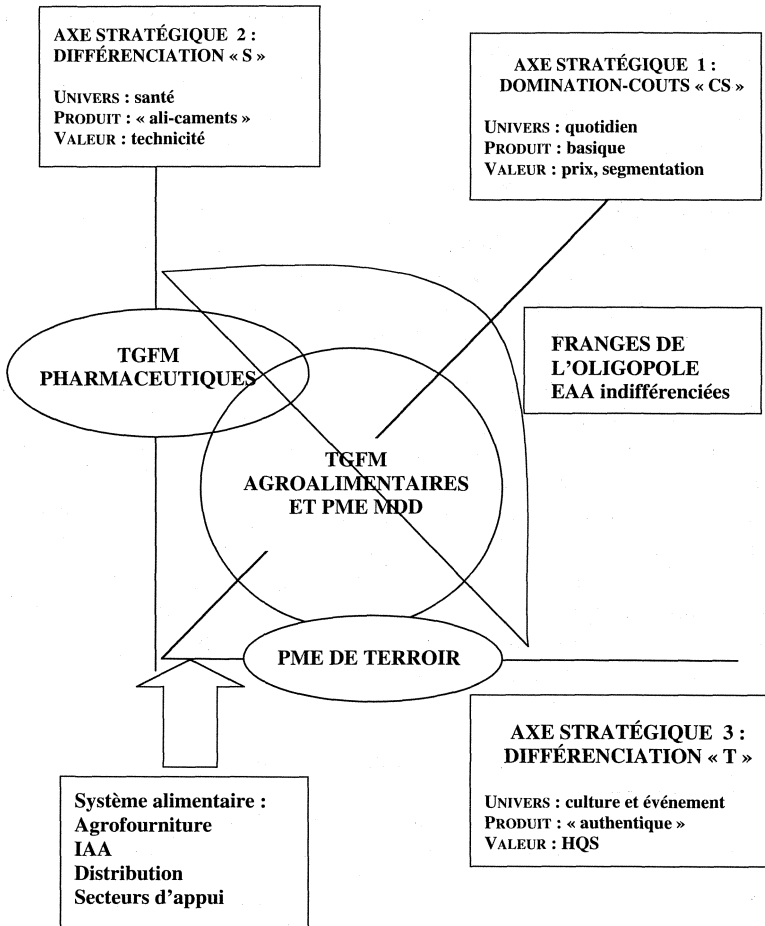 AXE STRATÉGIQUE 2 :
DIFFÉRENCIATION « S »
UNIVERS : santé
PRODUIT : « ali-caments »
VALEUR : technicité
AXE STRATÉGIQUE 1 :
DOMINATION-COUTS « CS »
UNIVERS : quotidien
PRODUIT : basique
VALEUR : prix, segmentation
TGFM
PHARMACEUTIQUES
FRANGES DE
L'OLIGOPOLE
EAA indifférenciées
TGFM
AGROALIMENTAIRES
ET PME MDD
PME DE TERROIR
AXE STRATÉGIQUE 3 :
DIFFÉRENCIATION « T »
UNIVERS : culture et événement
PRODUIT : « authentique »
VALEUR : HQS
Système alimentaire :
Agrofourniture
IAA
Distribution
Secteurs d'appui